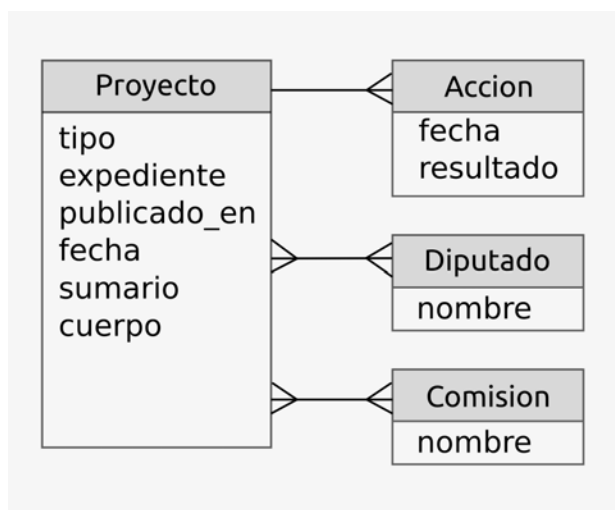 Proyecto
tipo
expediente
publicado_en
fecha
sumario
cuerpo
Accion
fecha
resultado
Diputado
nombre
Comision
nombre